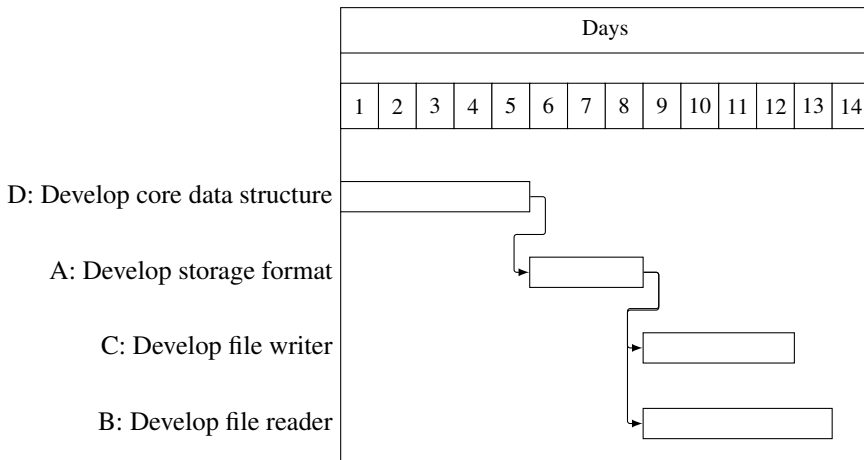 Days
1 2 3 4 5 6 7 8 9 10 11 12 13 14
D: Develop core data structure
A: Develop storage format
C: Develop file writer
B: Develop file reader